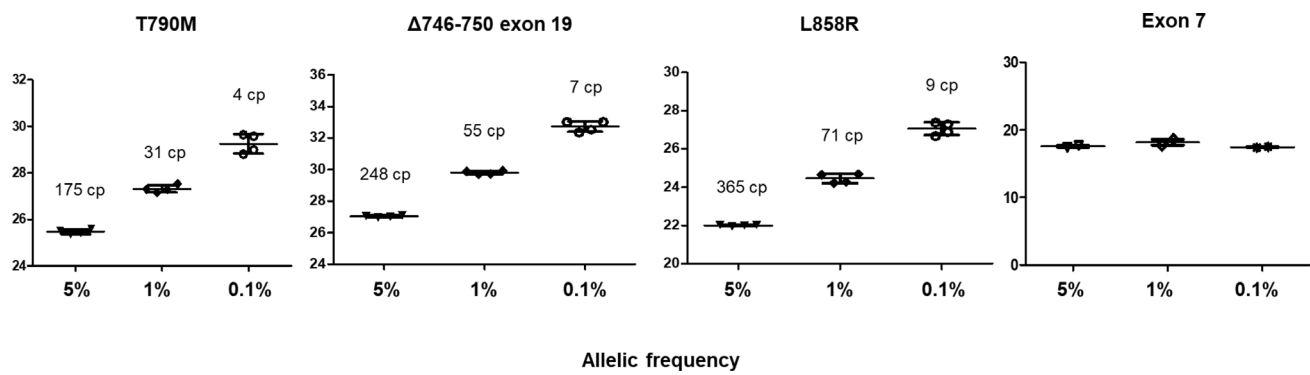 T790M
Δ746-750 exon 19
L858R
Exon 7
32
30
28
26
24
175 cp
31 cp
4 cp
5%
1%
0.1%
36
34
32
30
28
26
24
248 cp
55 cp
7 cp
5%
1%
0.1%
30
28
26
24
22
20
365 cp
71 cp
9 cp
5%
1%
0.1%
30
20
10
0
5%
1%
0.1%
Allelic frequency